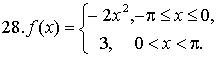 28. f(x) = { -2x², -π ≤ x ≤ 0,
3, 0 < x < π.